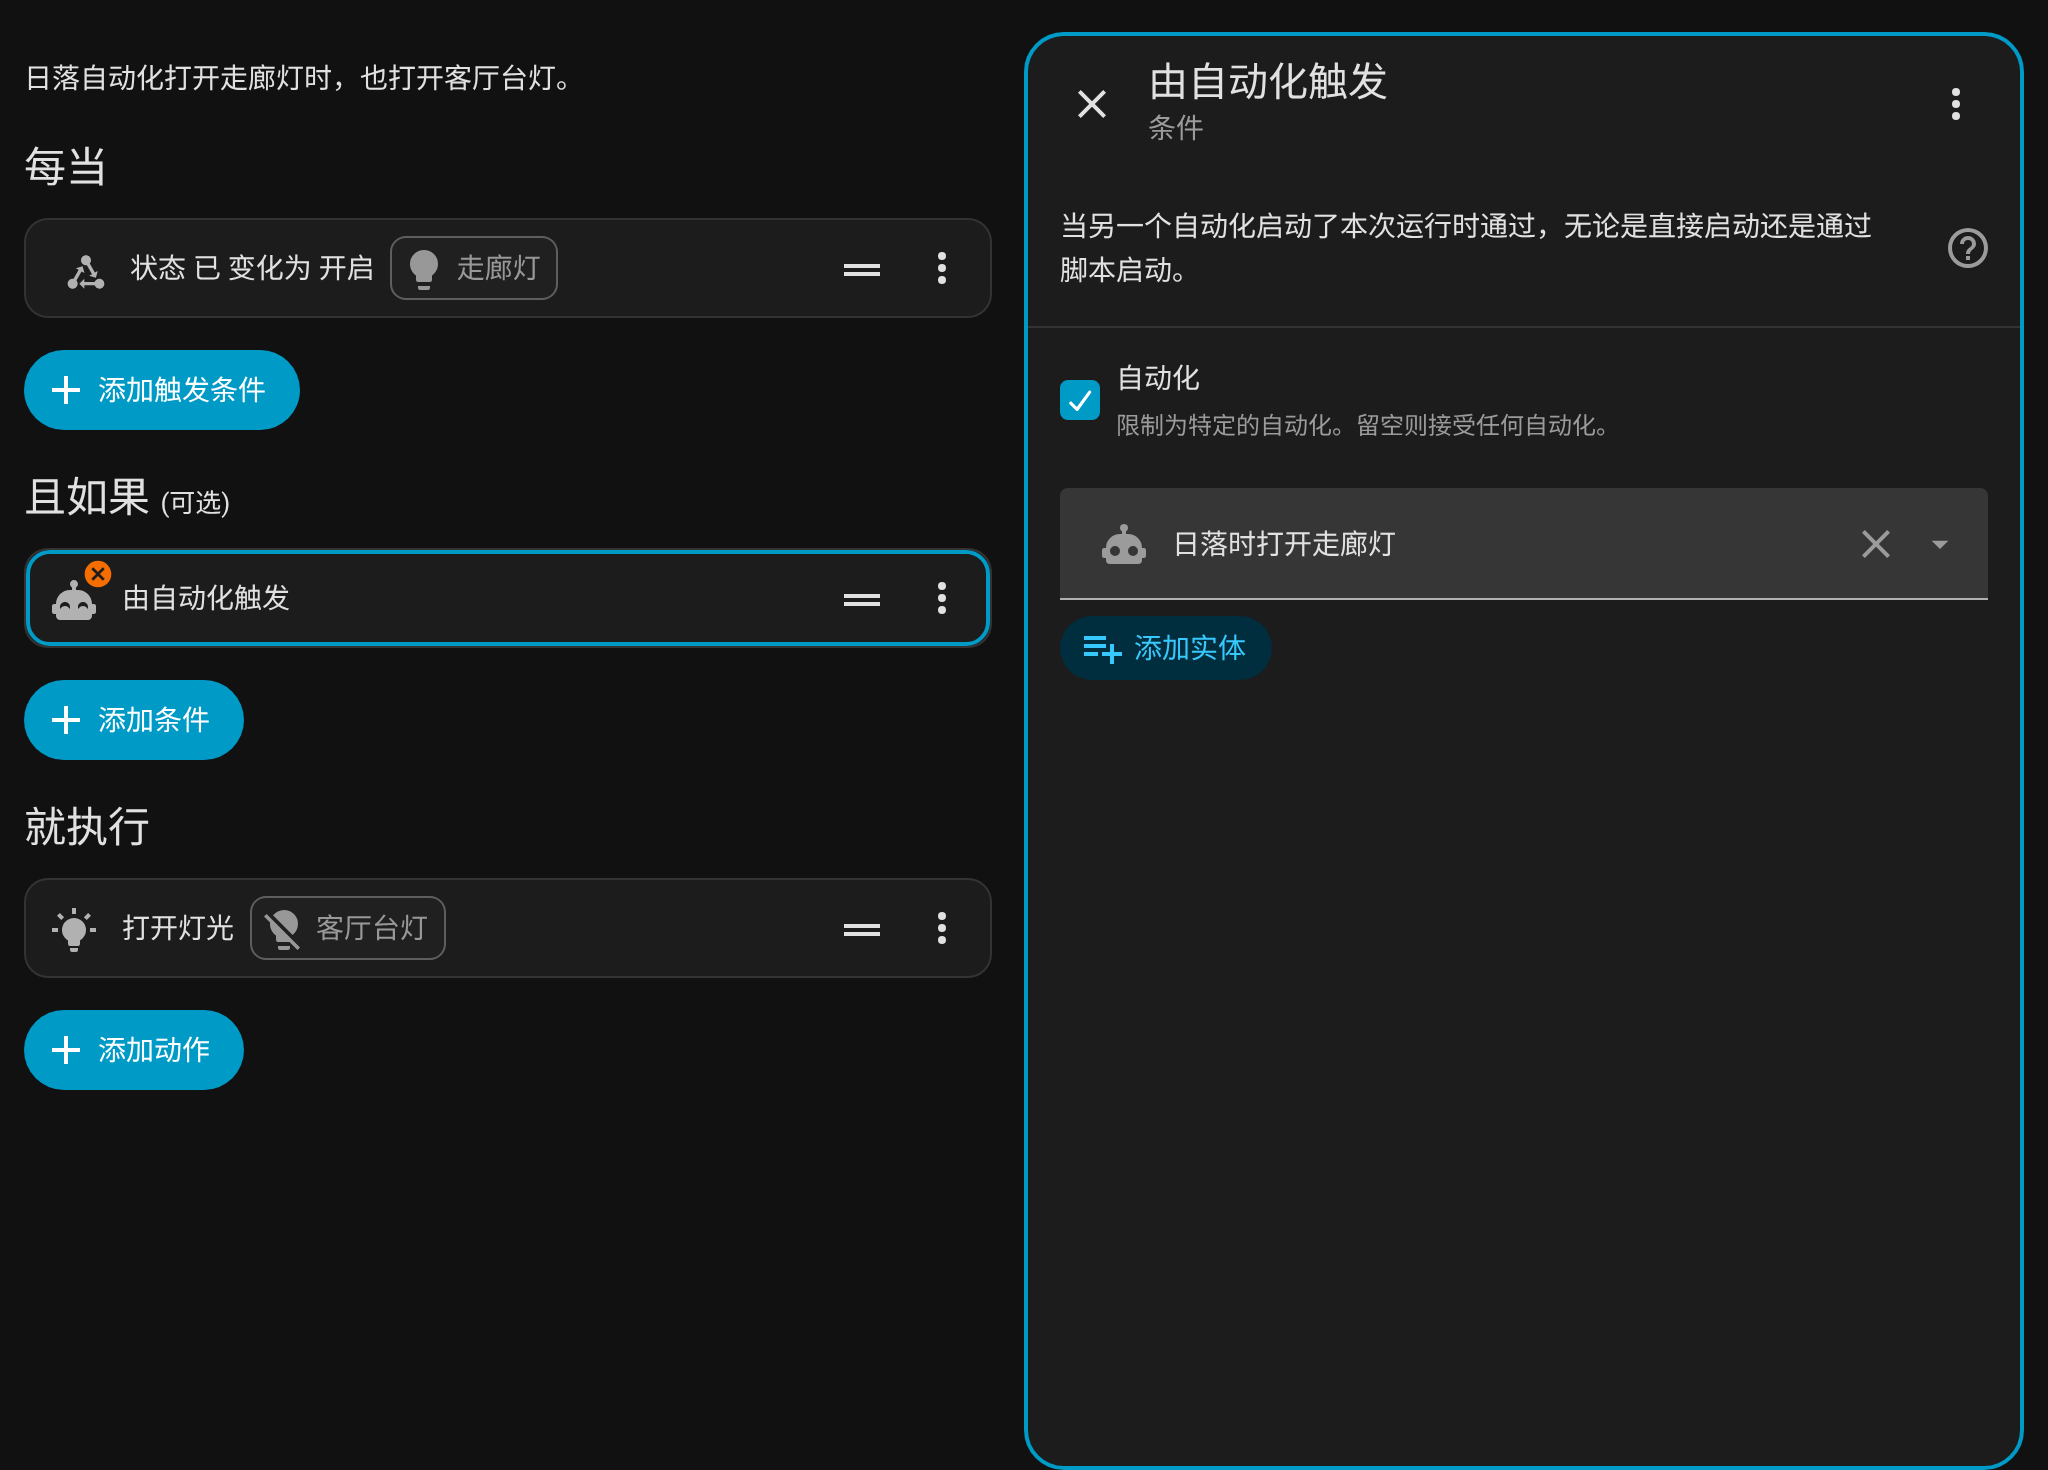 日落自动化打开走廊灯时，也打开客厅台灯。
每当
状态 已 变化为 开启 走廊灯
添加触发条件
且如果 (可选)
由自动化触发
添加条件
就执行
打开灯光 客厅台灯
添加动作
由自动化触发
条件
当另一个自动化启动了本次运行时通过，无论是直接启动还是通过
脚本启动。
自动化
限制为特定的自动化。留空则接受任何自动化。
日落时打开走廊灯
添加实体